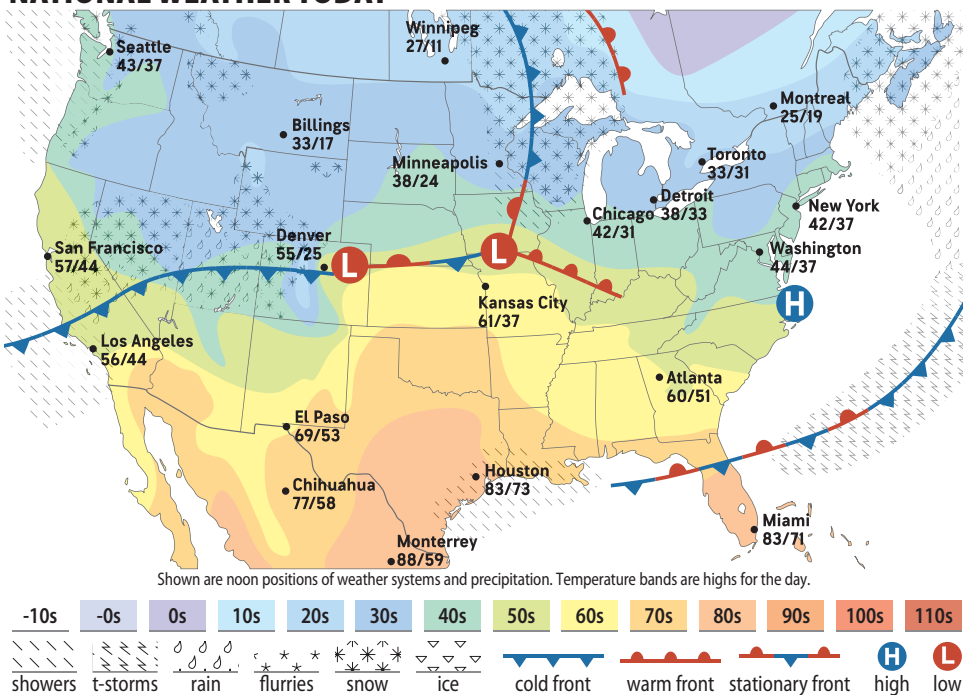 NATIONAL WEATHER TODAY
Winnipeg
27/11
Seattle
43/37
Montreal
25/19
Billings
33/17
Minneapolis
38/24
Toronto
33/31
Detroit
38/33
Chicago
42/31
New York
42/37
San Francisco
57/44
Denver
55/25
L
L
Washington
44/37
H
Kansas City
61/37
Los Angeles
56/44
Atlanta
60/51
El Paso
69/53
Chihuahua
77/58
Houston
83/73
Miami
83/71
Monterrey
88/59
Shown are noon positions of weather systems and precipitation. Temperature bands are highs for the day.
-10s -0s 0s 10s 20s 30s 40s 50s 60s 70s 80s 90s 100s 110s
H L
showers t-storms rain flurries snow ice cold front warm front stationary front high low